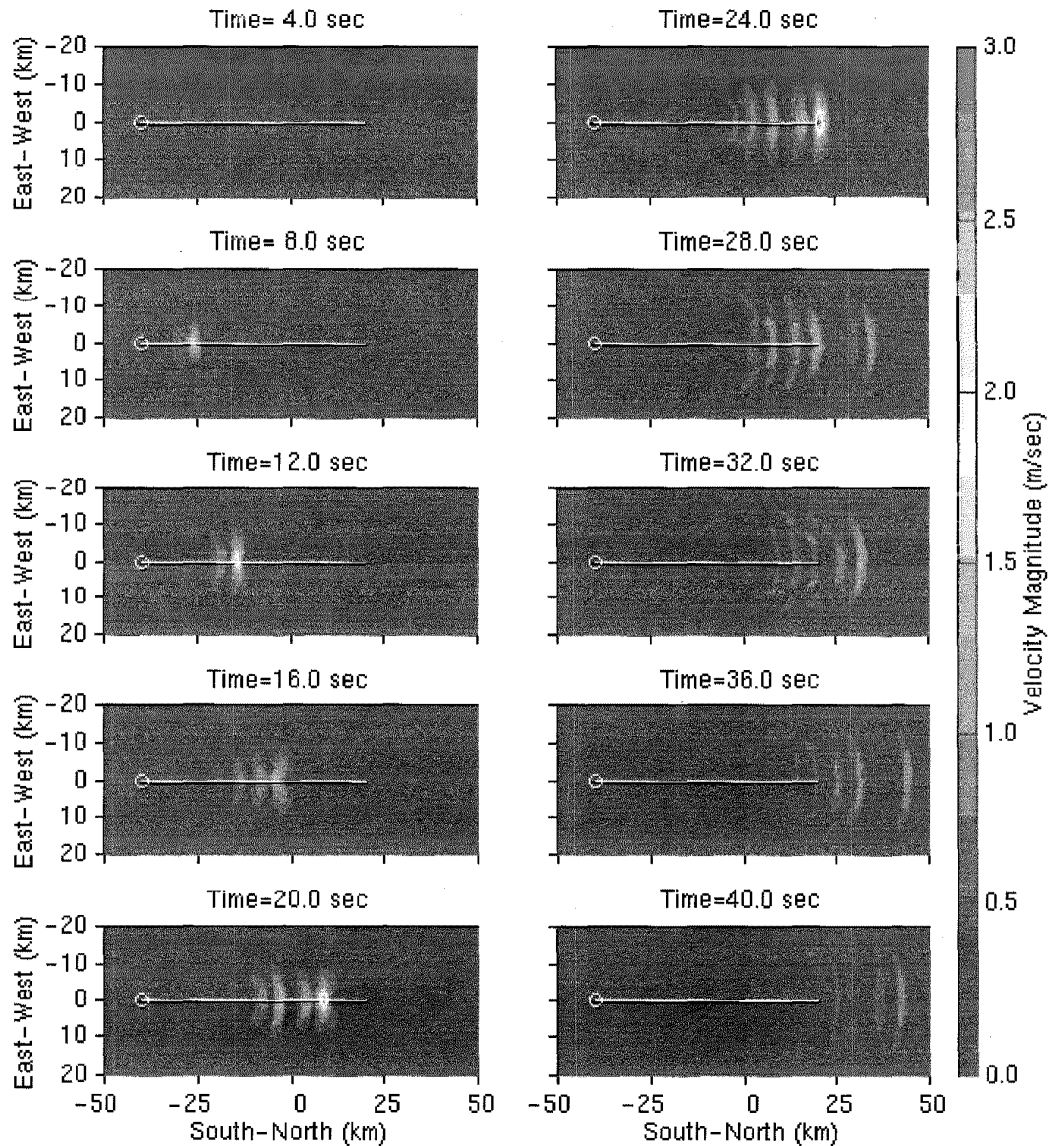 Time= 4.0 sec
-20
-10
0
10
20
East-West (km)
Time= 8.0 sec
-20
-10
0
10
20
East-West (km)
Time=12.0 sec
-20
-10
0
10
20
East-West (km)
Time=16.0 sec
-20
-10
0
10
20
East-West (km)
Time=20.0 sec
-20
-10
0
10
20
East-West (km)
-50
-25
0
25
South-North (km)
Time=24.0 sec
Time=28.0 sec
Time=32.0 sec
Time=36.0 sec
Time=40.0 sec
-50
-25
0
25
50
South-North (km)
3.0
2.5
2.0
1.5
1.0
0.5
0.0
Velocity Magnitude (m/sec)